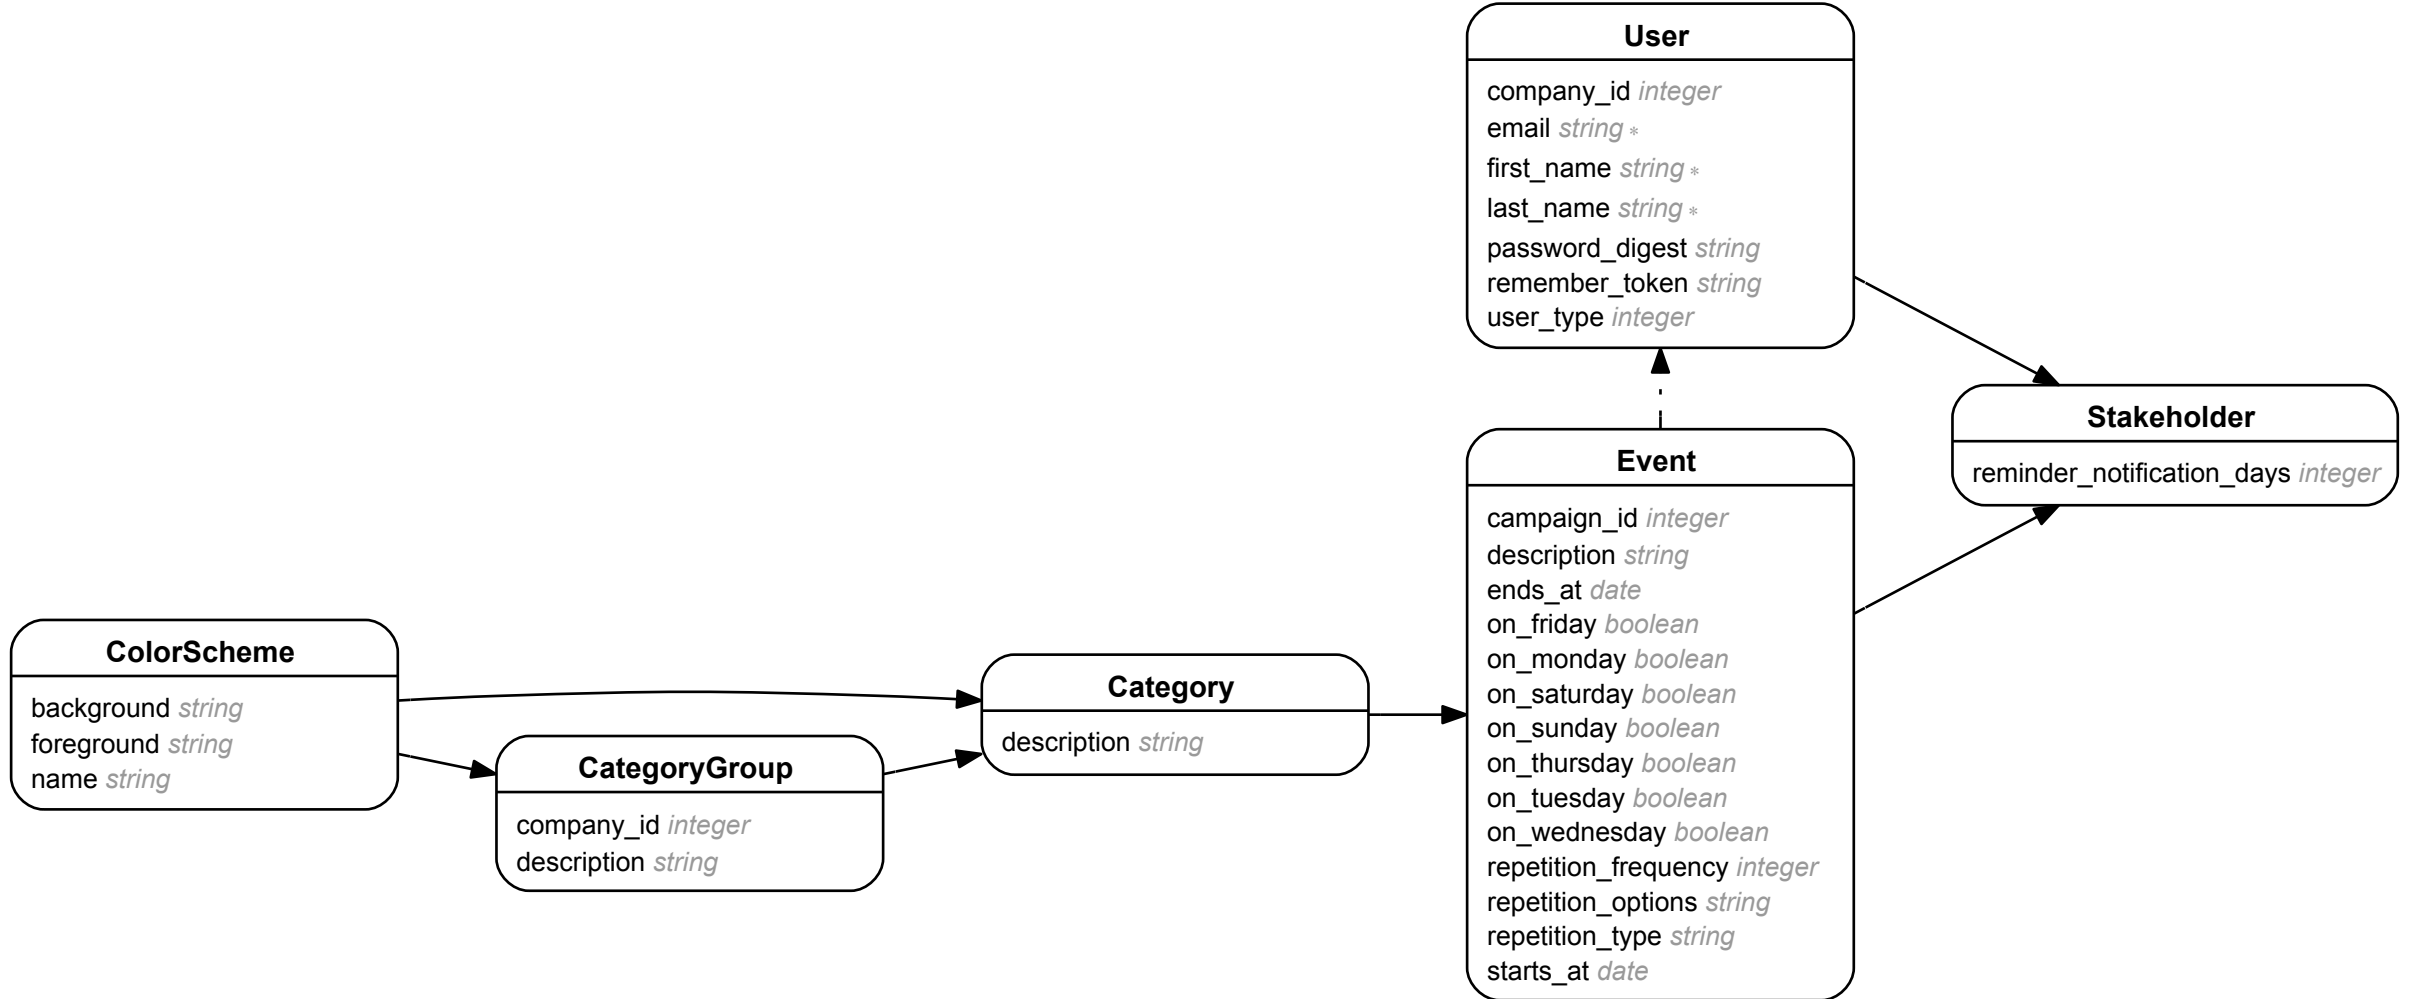 User
company_id integer
email string *
first_name string *
last_name string *
password_digest string
remember_token string
user_type integer
Stakeholder
reminder_notification_days integer
Event
campaign_id integer
description string
ends_at date
on_friday boolean
on_monday boolean
on_saturday boolean
on_sunday boolean
on_thursday boolean
on_tuesday boolean
on_wednesday boolean
repetition_frequency integer
repetition_options string
repetition_type string
starts_at date
ColorScheme
background string
foreground string
name string
Category
description string
CategoryGroup
company_id integer
description string